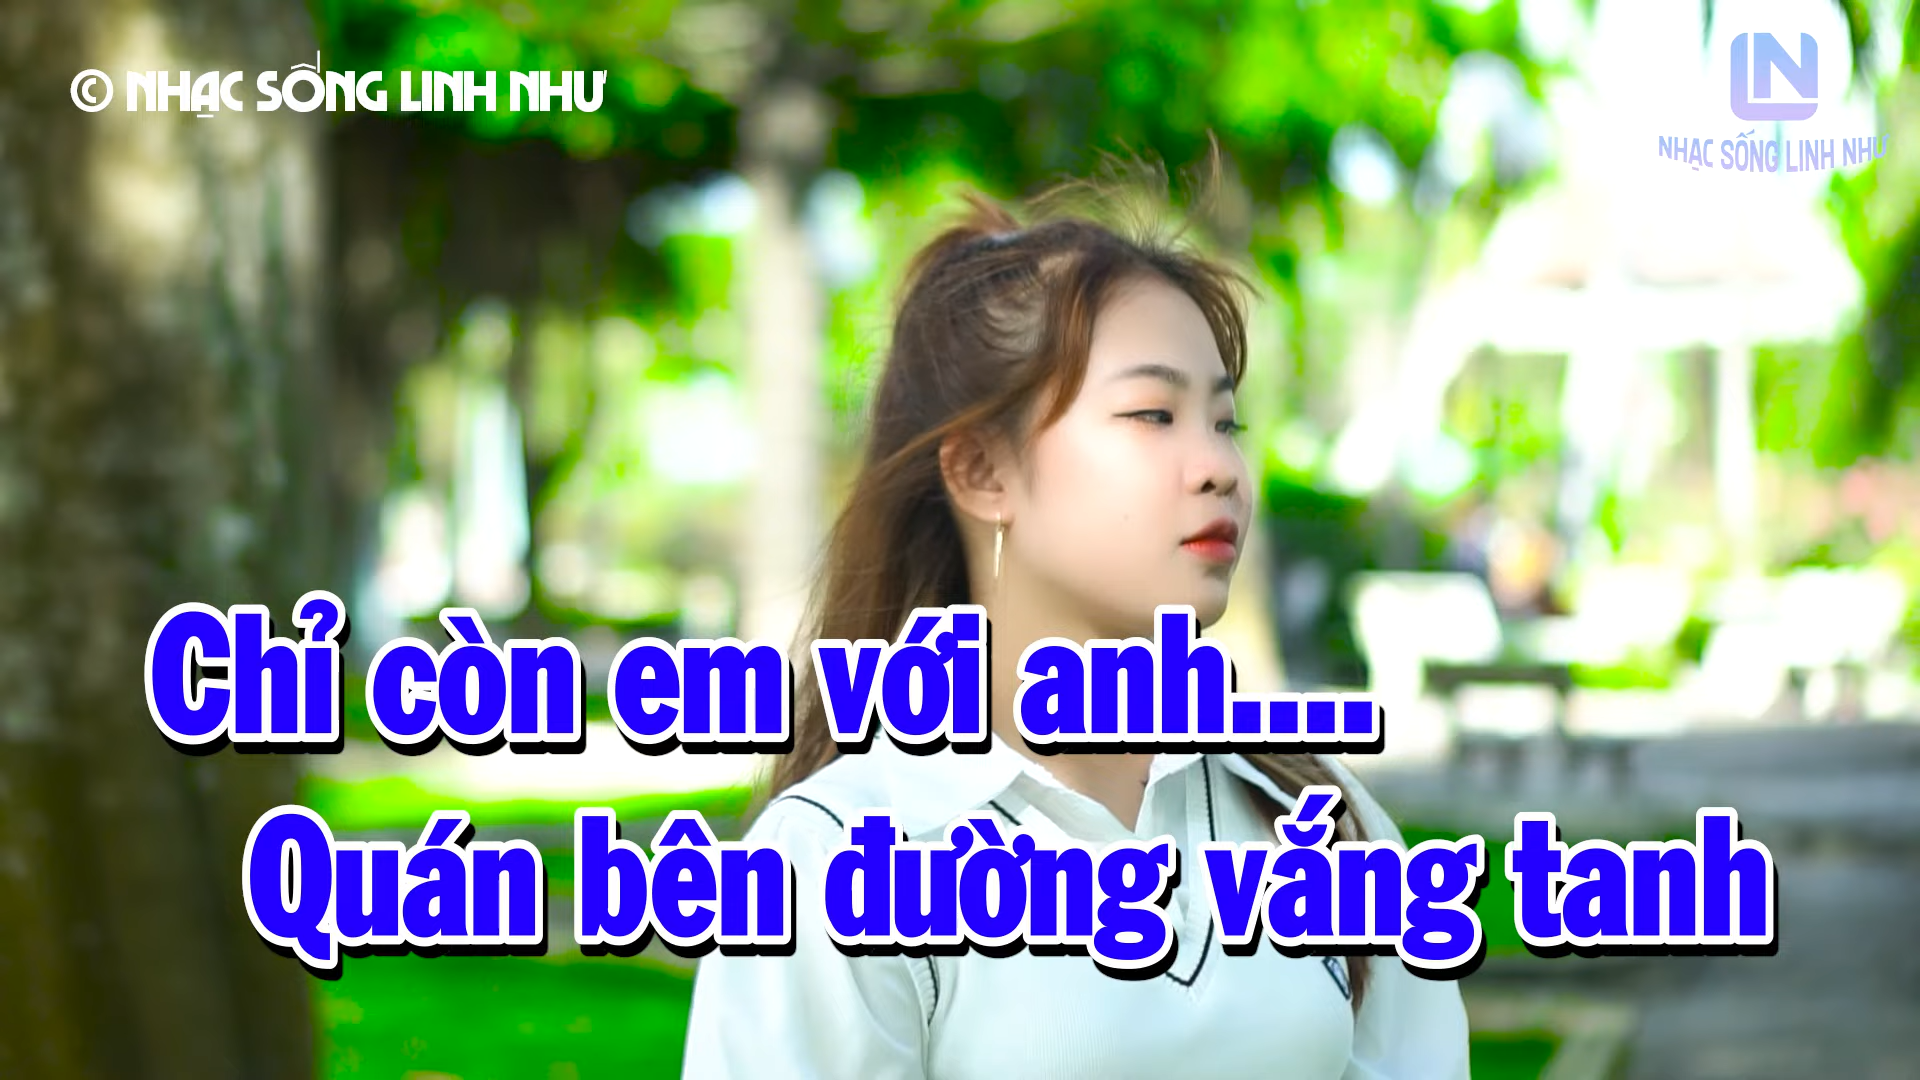 © NHẠC SỐNG LINH NHƯ
LN
NHẠC SỐNG LINH NHƯ
Chỉ còn em với anh....
Quán bên đường vắng tanh